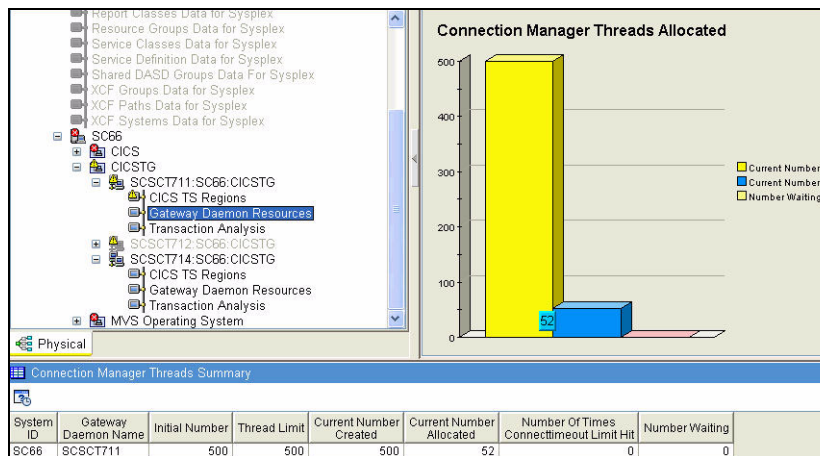 Report Classes Data for Sysplex
Resource Groups Data for Sysplex
Service Classes Data for Sysplex
Service Definition Data for Sysplex
Shared DASD Groups Data For Sysplex
XCF Groups Data for Sysplex
XCF Paths Data for Sysplex
XCF Systems Data for Sysplex
SC66
CICS
CICSTG
SCSCT711:SC66:CICSTG
CICS TS Regions
Gateway Daemon Resources
Transaction Analysis
SCSCT712:SC66:CICSTG
SCSCT714:SC66:CICSTG
CICS TS Regions
Gateway Daemon Resources
Transaction Analysis
MVS Operating System
Physical
Connection Manager Threads Allocated
500
400
300
200
100
0
52
Current Number
Current Number
Number Waiting
Connection Manager Threads Summary
System ID Gateway Daemon Name Initial Number Thread Limit Current Number Created Current Number Allocated Number Of Times Connecttimeout Limit Hit Number Waiting
SC66 SCSCT711 500 500 500 52 0 0